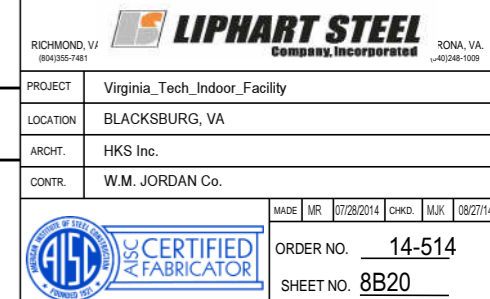 LIPHART STEEL
Company, Incorporated
RICHMOND, VA
(804)355-7481
RONA, VA.
40)248-1009
PROJECT Virginia_Tech_Indoor_Facility
LOCATION BLACKSBURG, VA
ARCHT. HKS Inc.
CONTR. W.M. JORDAN Co.
MADE MR 07/28/2014 CHKD. MJK 08/27/14
AMERICAN INSTITUTE OF STEEL CONSTRUCTION
AISC
FOUNDED 1921
AISC CERTIFIED
FABRICATOR
ORDER NO. 14-514
SHEET NO. 8B20